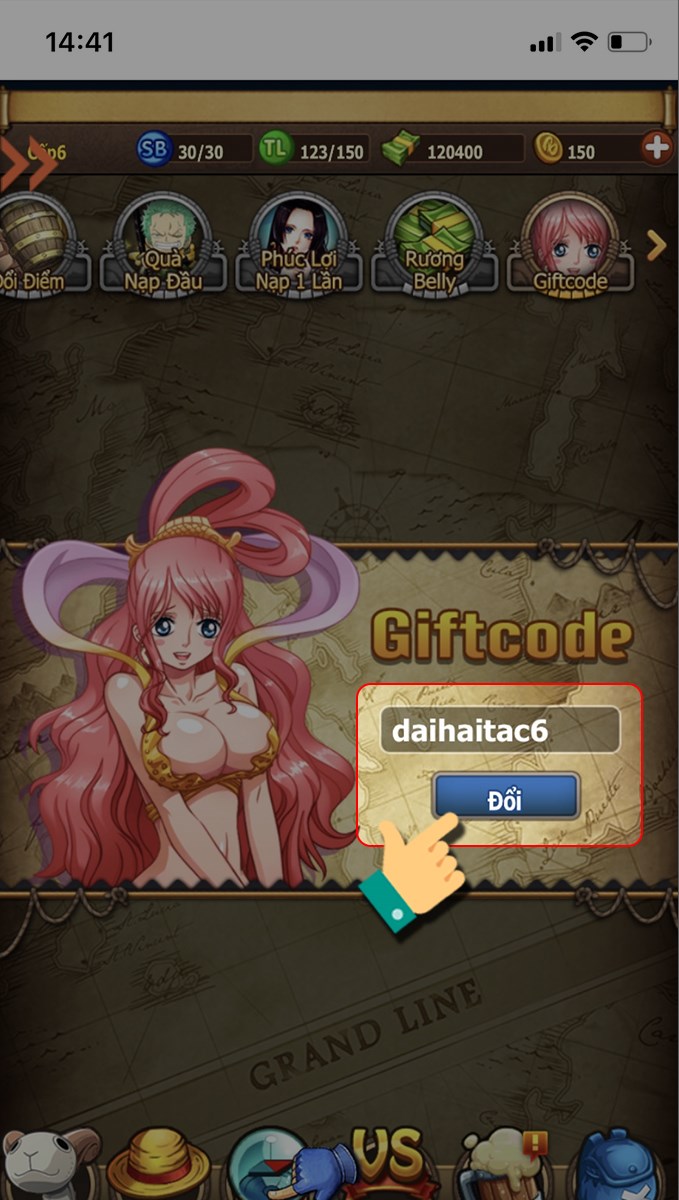 14:41
Cấp6
SB
30/30
TL
123/150
120400
150
Đổi Điểm
Quà
Nạp Đầu
Phúc Lợi
Nạp 1 Lần
Rương
Belly
Giftcode
Giftcode
daihaitac6
Đổi
GRAND LINE
VS